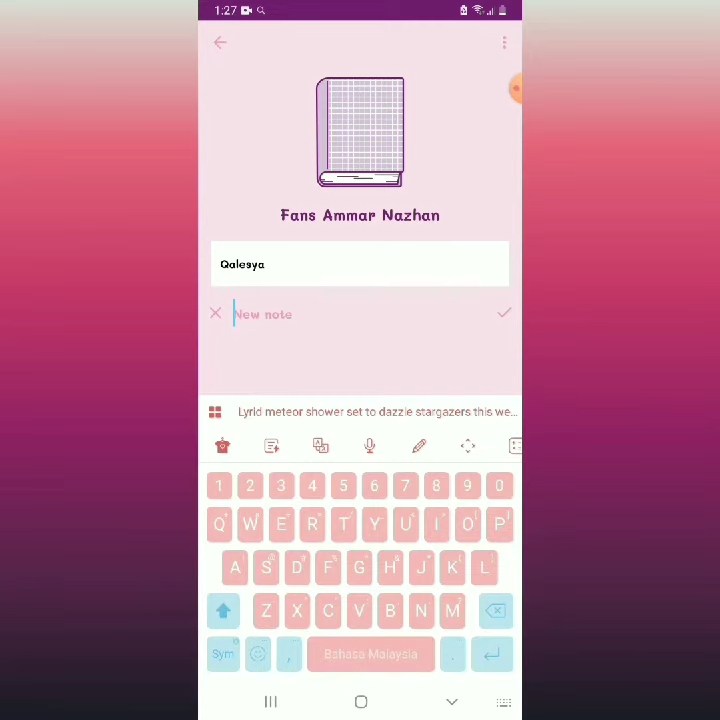 1:27
Fans Ammar Nazhan
Qalesya
New note
Lyrid meteor shower set to dazzle stargazers this we...
1 2 3 4 5 6 7 8 9 0
Q W E R T Y U I O P
A S D F G H J K L
Z X C V B N M
Sym , Bahasa Malaysia .